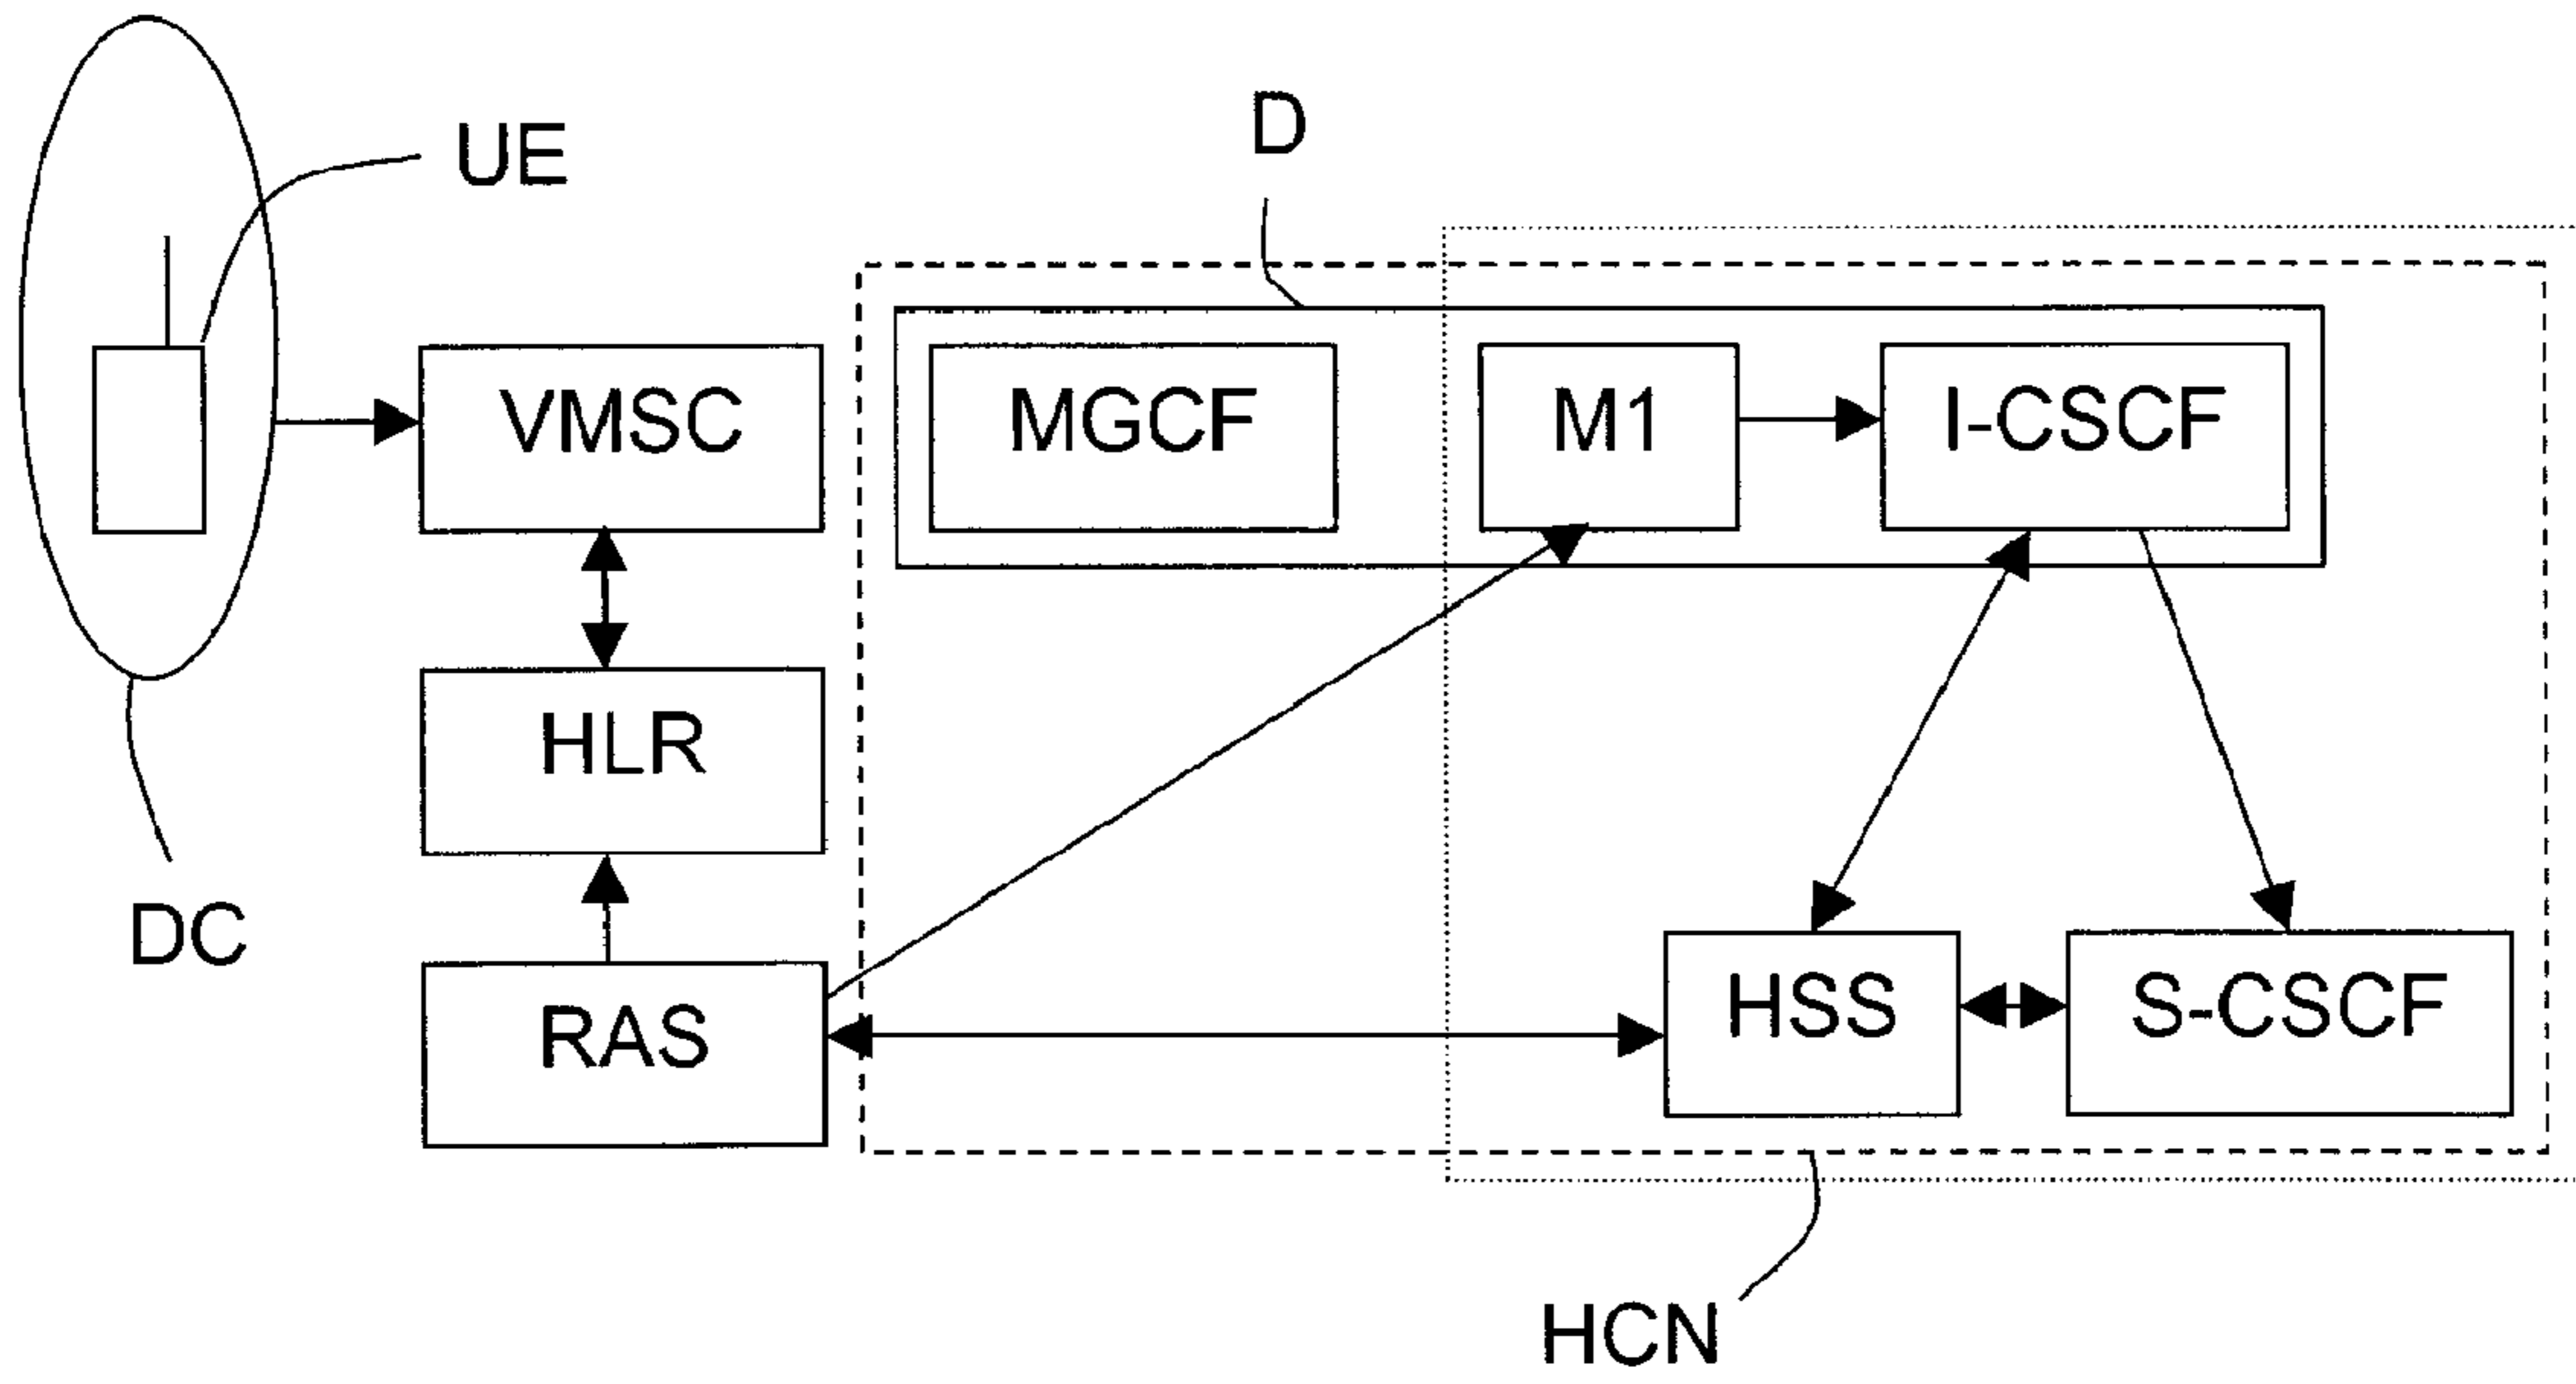 D
UE
VMSC
MGCF
M1
I-CSCF
HLR
DC
RAS
HSS
S-CSCF
HCN